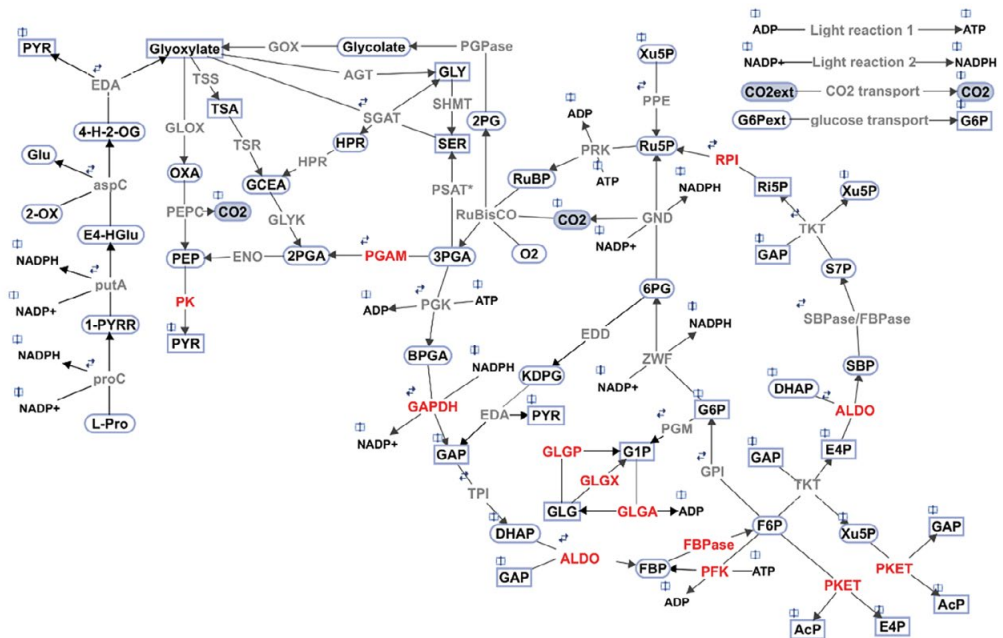 PYR
Glyoxylate
GOX
Glycolate
PGPase
Xu5P
ADP
Light reaction 1
ATP
NADP+
Light reaction 2
NADPH
CO2ext
CO2 transport
CO2
G6Pext
glucose transport
G6P
EDA
TSS
AGT
GLY
PPE
TSA
SHMT
ADP
4-H-2-OG
GLOX
SGAT
2PG
Glu
TSR
HPR
SER
PRK
Ru5P
RPI
aspC
OXA
HPR
PSAT*
RuBP
ATP
NADPH
Ri5P
Xu5P
2-OX
GCEA
PEPC
CO2
GLYK
RuBisCO
CO2
GND
TKT
E4-HGlu
NADP+
GAP
NADPH
PEP
ENO
2PGA
PGAM
3PGA
O2
S7P
putA
6PG
NADP+
PK
ADP
PGK
ATP
NADPH
SBPase/FBPase
1-PYRR
PYR
EDD
BPGA
NADPH
ZWF
NADPH
KDPG
SBP
proC
NADP+
DHAP
NADP+
GAPDH
EDA
PYR
G6P
ALDO
L-Pro
NADP+
PGM
GAP
GLGP
G1P
GAP
E4P
GLGX
GPI
TPI
TKT
GLG
GLGA
ADP
DHAP
F6P
Xu5P
GAP
FBPase
ALDO
GAP
FBP
PFK
ATP
PKET
PKET
ADP
AcP
AcP
E4P